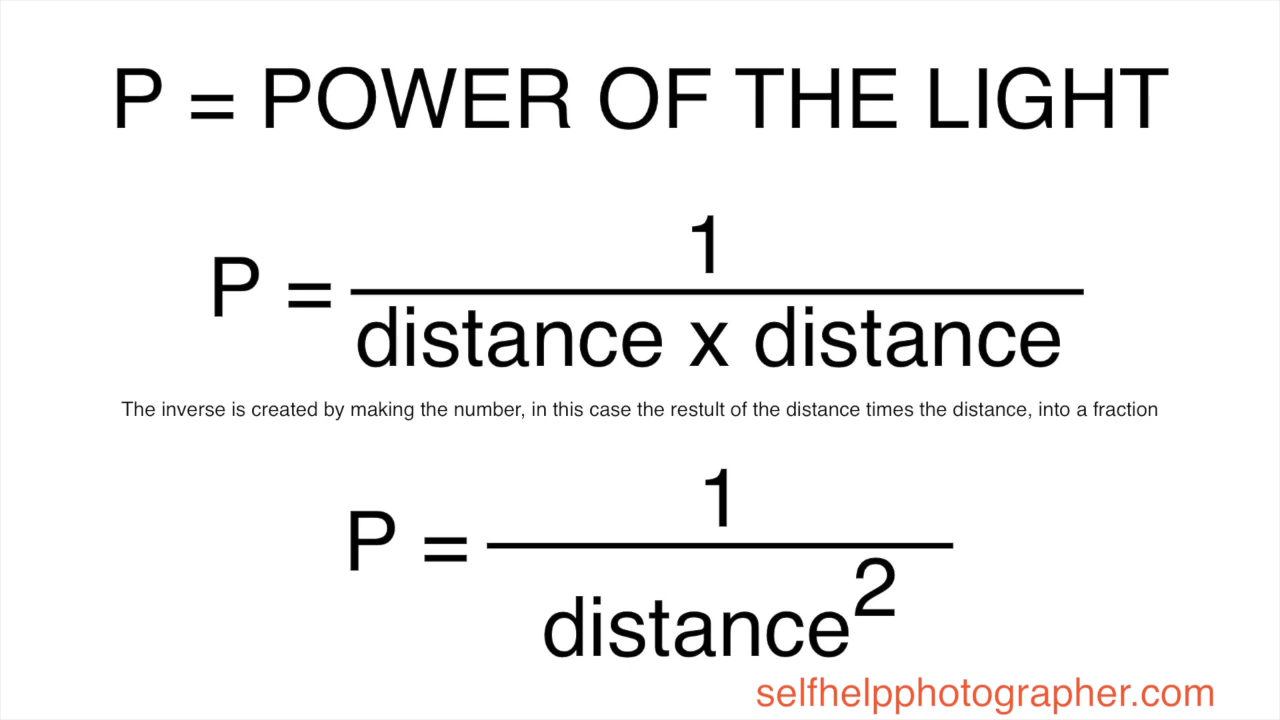 P = POWER OF THE LIGHT
1
P =
distance x distance
The inverse is created by making the number, in this case the restult of the distance times the distance, into a fraction
1
P =
distance²
selfhelpphotographer.com